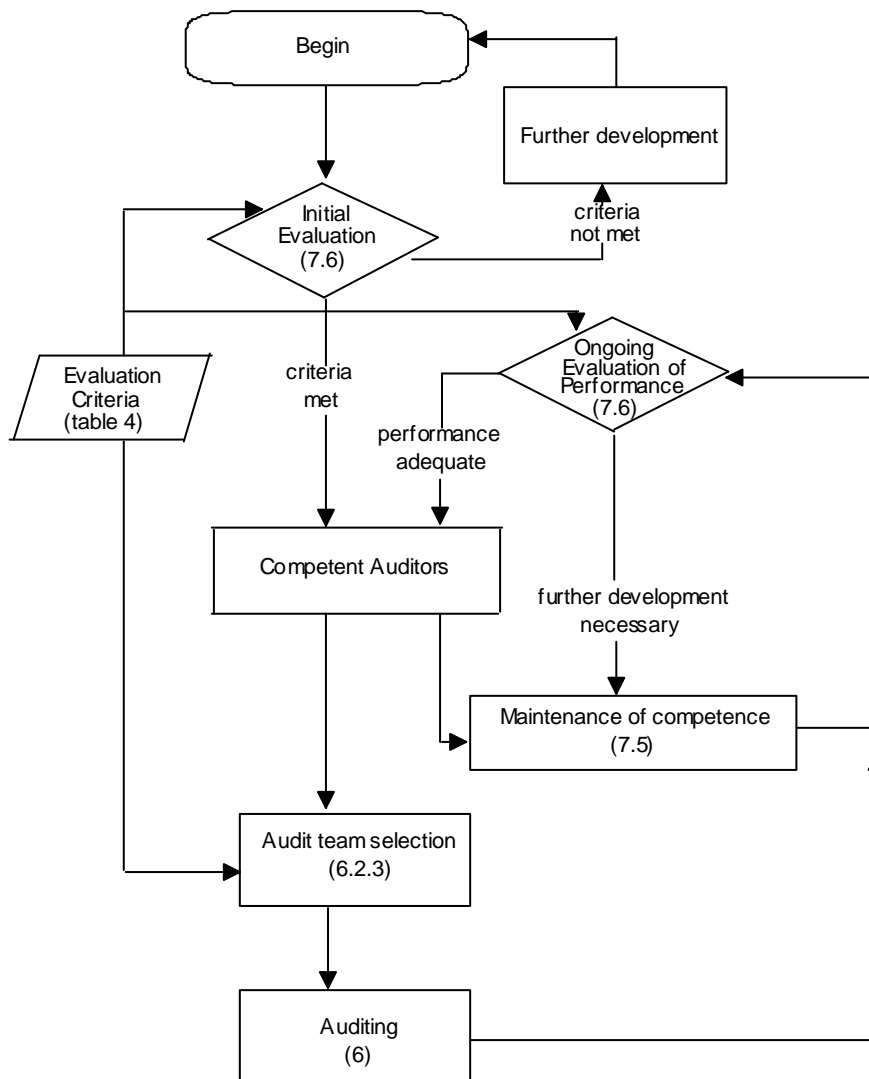 Begin
Further development
criteria
not met
Initial
Evaluation
(7.6)
Ongoing
Evaluation of
Performance
(7.6)
Evaluation
Criteria
(table 4)
criteria
met
performance
adequate
Competent Auditors
further development
necessary
Maintenance of competence
(7.5)
Audit team selection
(6.2.3)
Auditing
(6)